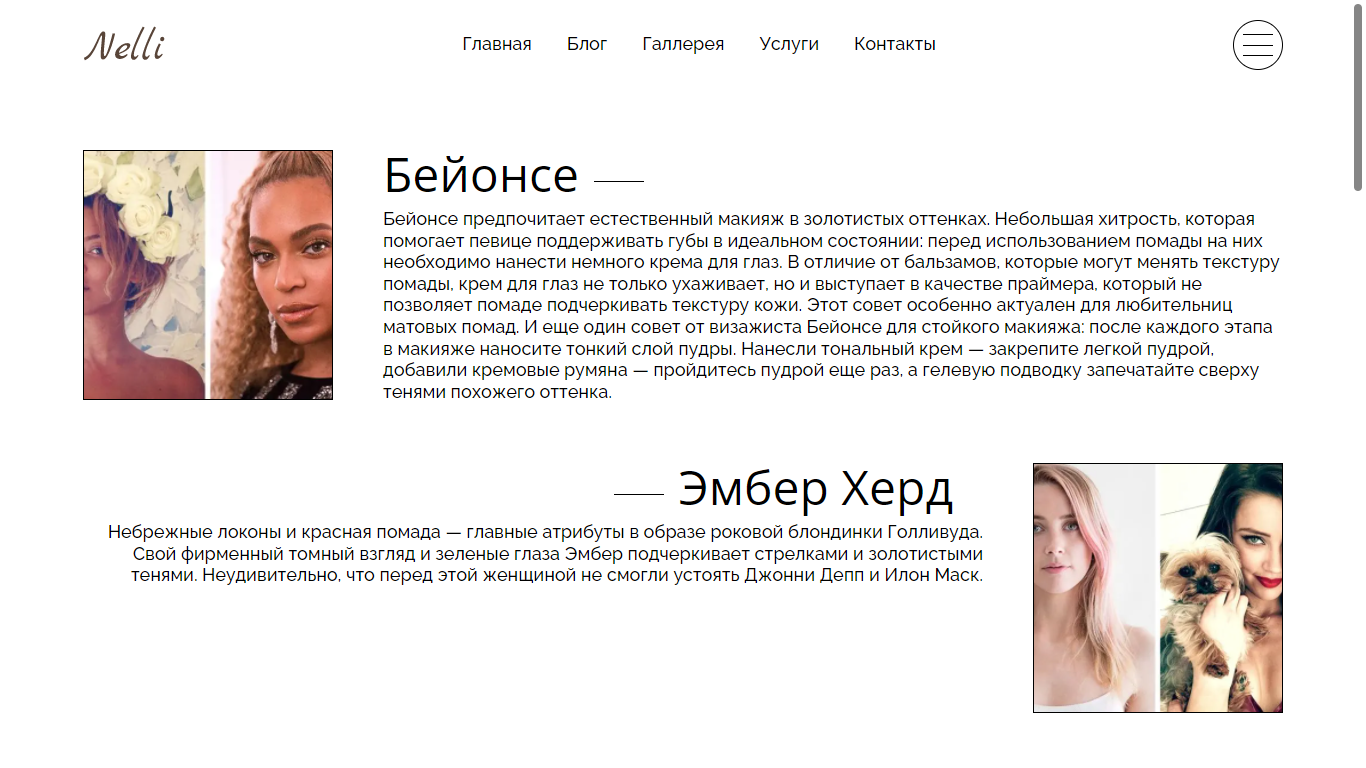 Nelli
Главная Блог Галлерея Услуги Контакты
Бейонсе
Бейонсе предпочитает естественный макияж в золотистых оттенках. Небольшая хитрость, которая
помогает певице поддерживать губы в идеальном состоянии: перед использованием помады на них
необходимо нанести немного крема для глаз. В отличие от бальзамов, которые могут менять текстуру
помады, крем для глаз не только ухаживает, но и выступает в качестве праймера, который не
позволяет помаде подчеркивать текстуру кожи. Этот совет особенно актуален для любительниц
матовых помад. И еще один совет от визажиста Бейонсе для стойкого макияжа: после каждого этапа
в макияже наносите тонкий слой пудры. Нанесли тональный крем — закрепите легкой пудрой,
добавили кремовые румяна — пройдитесь пудрой еще раз, а гелевую подводку запечатайте сверху
тенями похожего оттенка.
Эмбер Херд
Небрежные локоны и красная помада — главные атрибуты в образе роковой блондинки Голливуда.
Свой фирменный томный взгляд и зеленые глаза Эмбер подчеркивает стрелками и золотистыми
тенями. Неудивительно, что перед этой женщиной не смогли устоять Джонни Депп и Илон Маск.